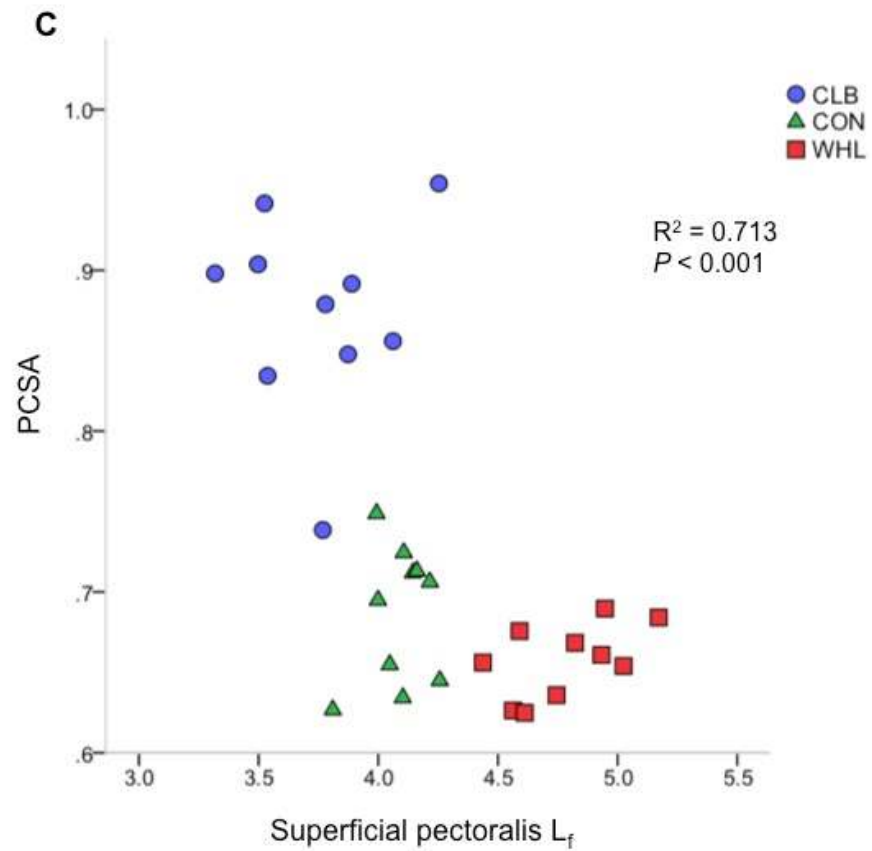 C
CLB
CON
WHL
R² = 0.713
P < 0.001
1.0
.9
.8
.7
.6
PCSA
3.0 3.5 4.0 4.5 5.0 5.5
Superficial pectoralis Lf